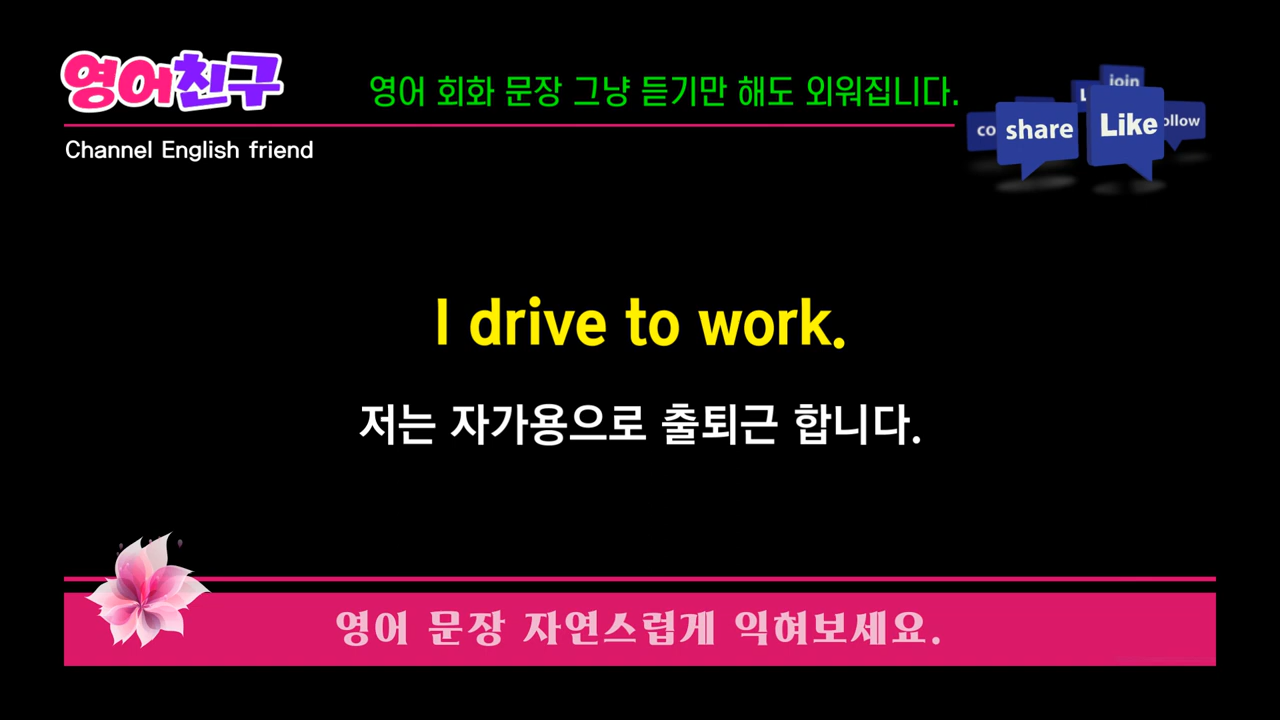 영어친구
영어 회화 문장 그냥 듣기만 해도 외워집니다.
Channel English friend
join
share
Like
I drive to work.
저는 자가용으로 출퇴근 합니다.
영어 문장 자연스럽게 익혀보세요.